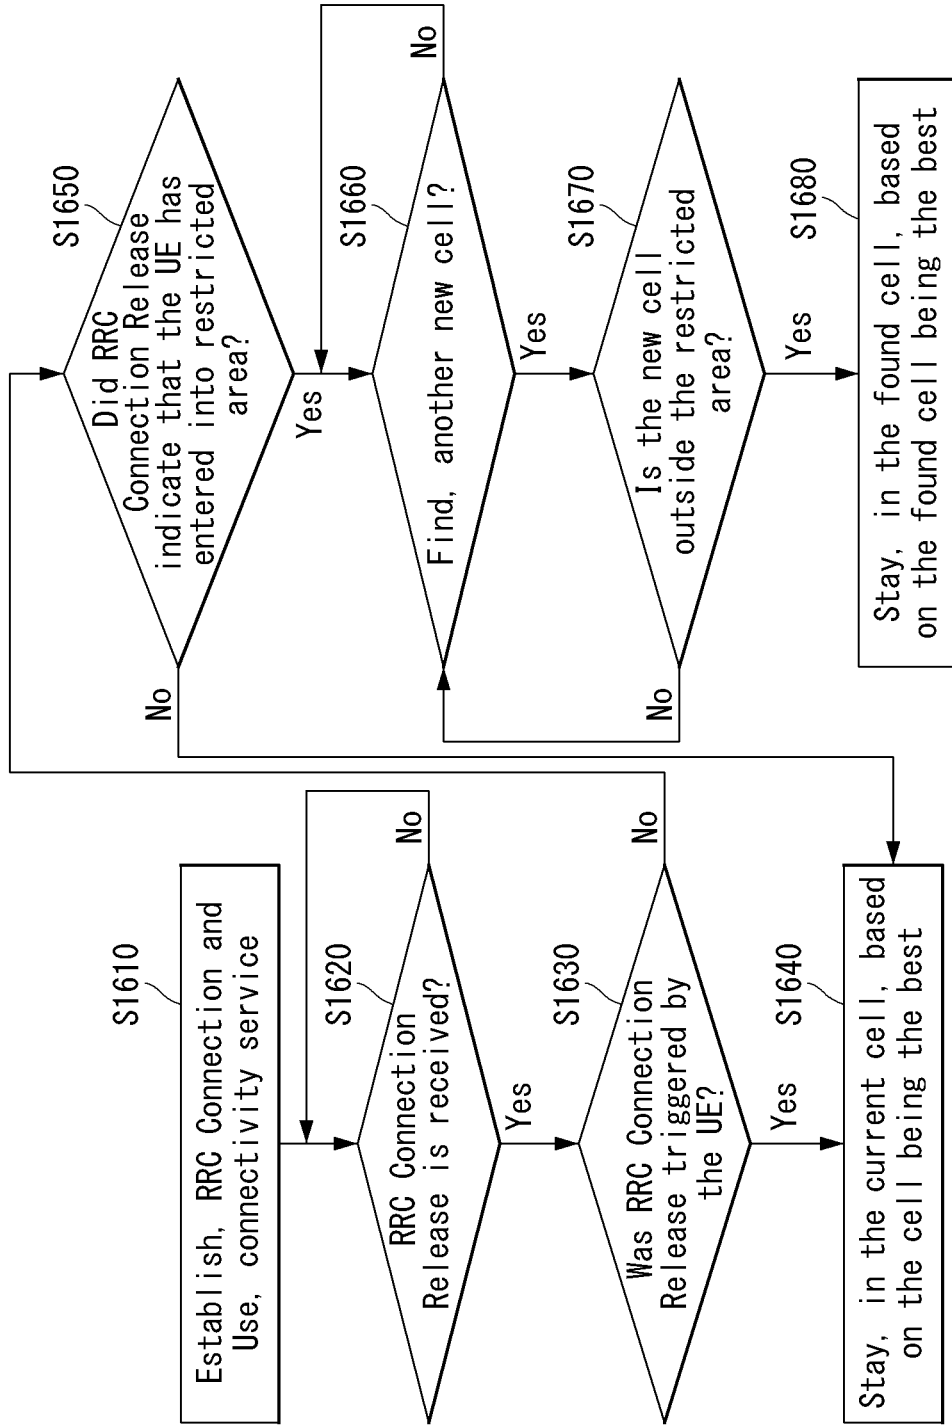 S1610
Establish, RRC Connection and
Use, connectivity service
S1620
RRC Connection
Release is received?
No
Yes
S1630
Was RRC Connection
Release triggered by
the UE?
No
Yes
S1640
Stay, in the current cell, based
on the cell being the best
S1650
Did RRC
Connection Release
indicate that the UE has
entered into restricted
area?
No
Yes
S1660
Find, another new cell?
No
Yes
S1670
Is the new cell
outside the restricted
area?
No
Yes
S1680
Stay, in the found cell, based
on the found cell being the best